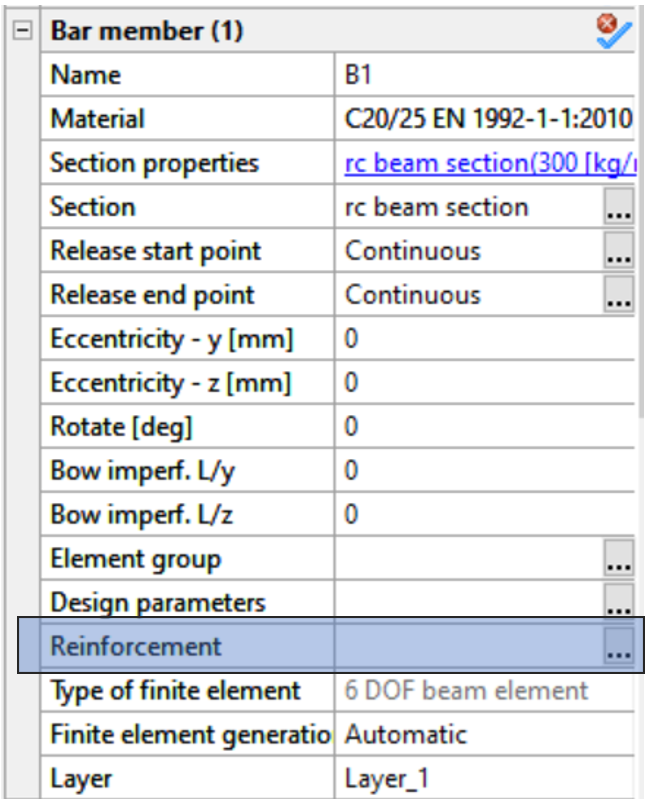 Bar member (1)
Name B1
Material C20/25 EN 1992-1-1:2010
Section properties rc beam section(300 [kg/
Section rc beam section ...
Release start point Continuous ...
Release end point Continuous ...
Eccentricity - y [mm] 0
Eccentricity - z [mm] 0
Rotate [deg] 0
Bow imperf. L/y 0
Bow imperf. L/z 0
Element group ...
Design parameters ...
Reinforcement ...
Type of finite element 6 DOF beam element
Finite element generatio Automatic
Layer Layer_1